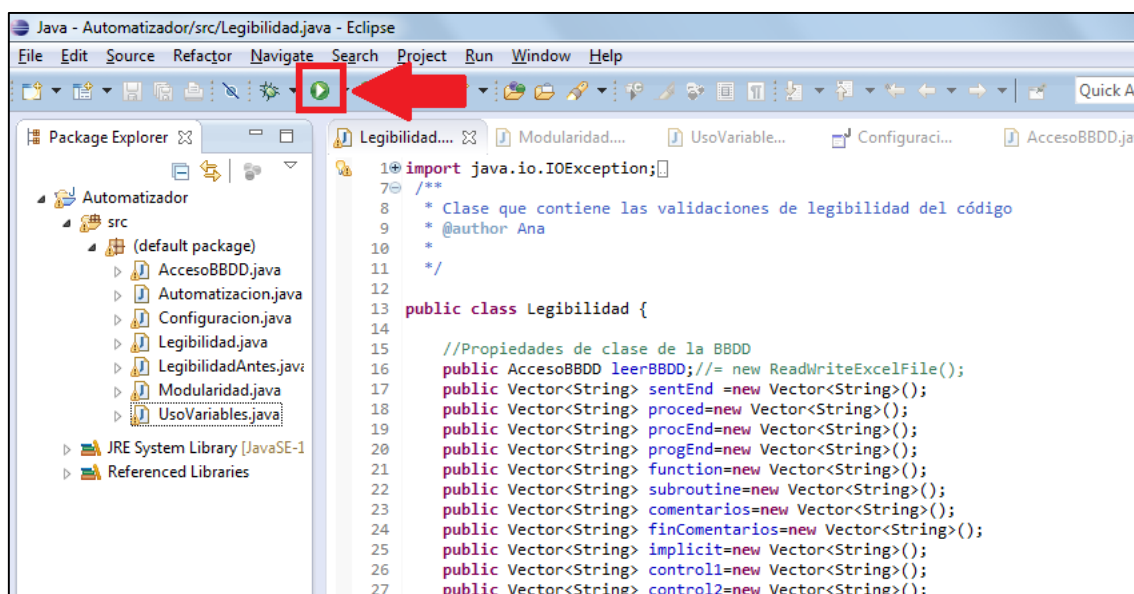 Java - Automatizador/src/Legibilidad.java - Eclipse
File Edit Source Refactor Navigate Search Project Run Window Help
Quick A
Package Explorer
Legibilidad.... Modularidad.... UsoVariable... Configuraci... AccesoBBDD.ja
Automatizador
src
(default package)
AccesoBBDD.java
Automatizacion.java
Configuracion.java
Legibilidad.java
LegibilidadAntes.java
Modularidad.java
UsoVariables.java
JRE System Library [JavaSE-1
Referenced Libraries
1 import java.io.IOException;
7 /**
8 * Clase que contiene las validaciones de legibilidad del código
9 * @author Ana
10 *
11 */
12
13 public class Legibilidad {
14
15 //Propiedades de clase de la BBDD
16 public AccesoBBDD leerBBDD;//= new ReadWriteExcelFile();
17 public Vector<String> sentEnd =new Vector<String>();
18 public Vector<String> proced=new Vector<String>();
19 public Vector<String> procEnd=new Vector<String>();
20 public Vector<String> progEnd=new Vector<String>();
21 public Vector<String> function=new Vector<String>();
22 public Vector<String> subroutine=new Vector<String>();
23 public Vector<String> comentarios=new Vector<String>();
24 public Vector<String> finComentarios=new Vector<String>();
25 public Vector<String> implicit=new Vector<String>();
26 public Vector<String> control1=new Vector<String>();
27 public Vector<String> control2=new Vector<String>();